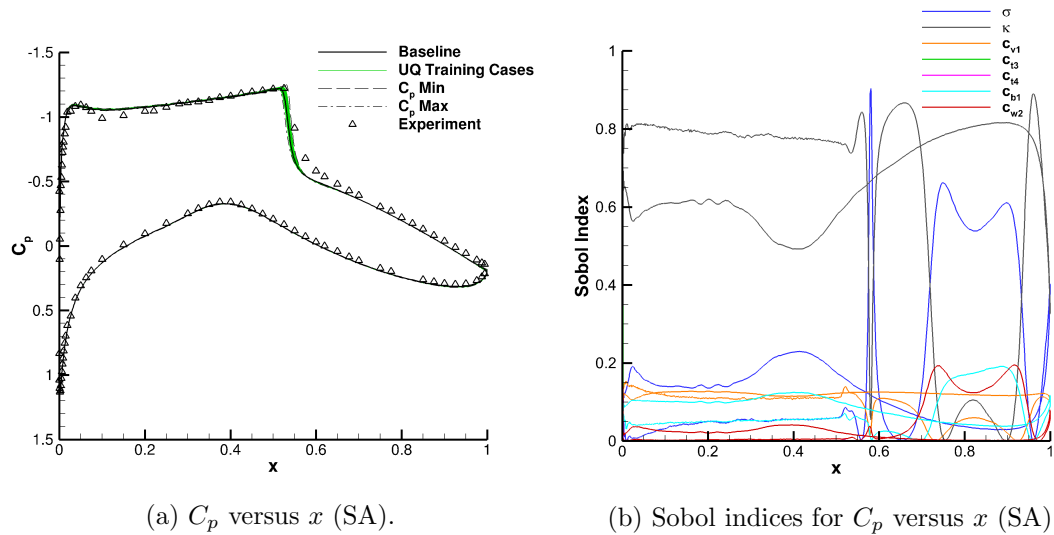 -1.5
-1
-0.5
0
0.5
1
1.5
C_p
0 0.2 0.4 0.6 0.8 1
x
Baseline
UQ Training Cases
C_p Min
C_p Max
Experiment
(a) C_p versus x (SA).
σ
κ
c_v1
c_t3
c_t4
c_b1
c_w2
1
0.8
0.6
0.4
0.2
0
Sobol Index
0 0.2 0.4 0.6 0.8 1
x
(b) Sobol indices for C_p versus x (SA)